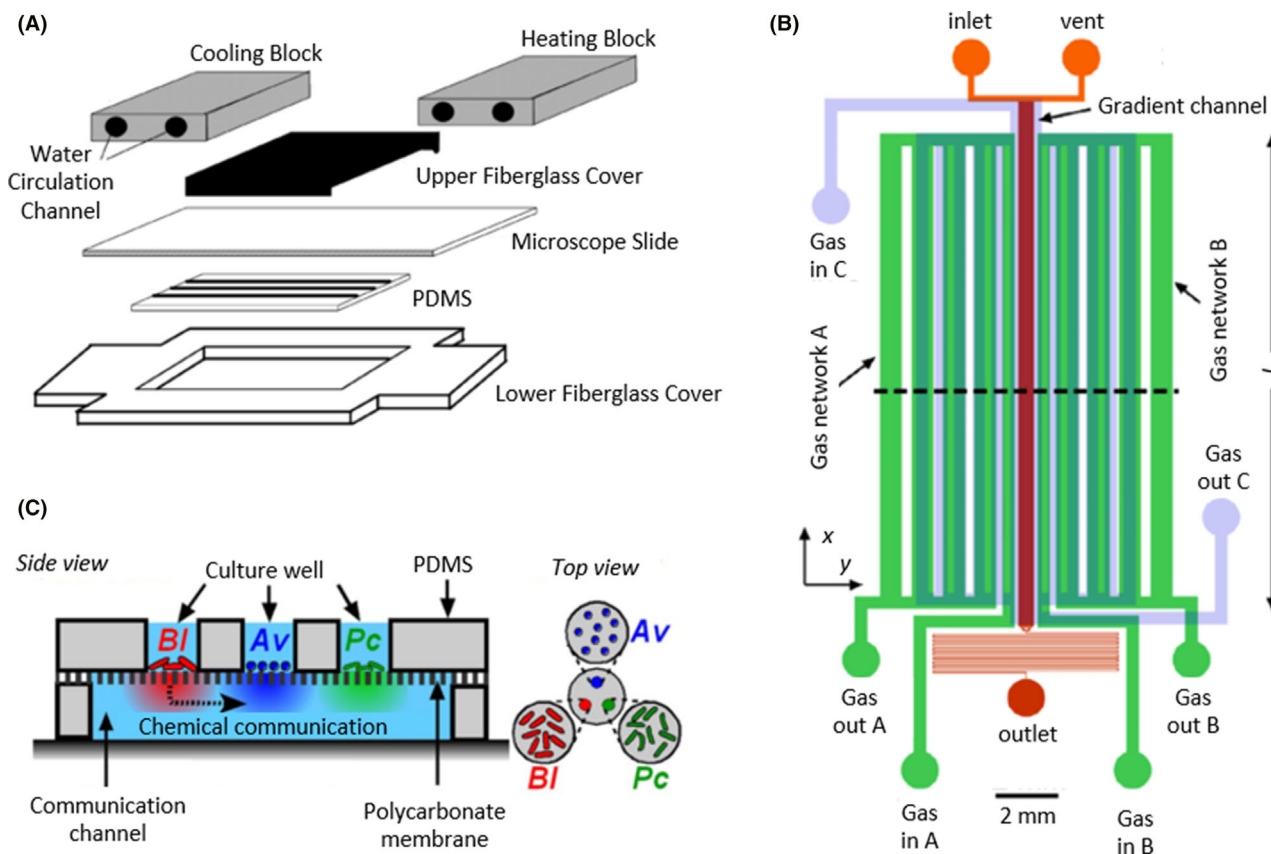 (A)
Cooling Block
Heating Block
Water
Circulation
Channel
Upper Fiberglass Cover
Microscope Slide
PDMS
Lower Fiberglass Cover
(B)
inlet
vent
Gradient channel
Gas
in C
Gas network A
Gas network B
Gas
out C
x
y
Gas
out A
Gas
out B
outlet
Gas
in A
2 mm
Gas
in B
(C)
Side view
Culture well
PDMS
Top view
Bl
Av
Pc
Chemical communication
Communication
channel
Polycarbonate
membrane
Av
Bl
Pc